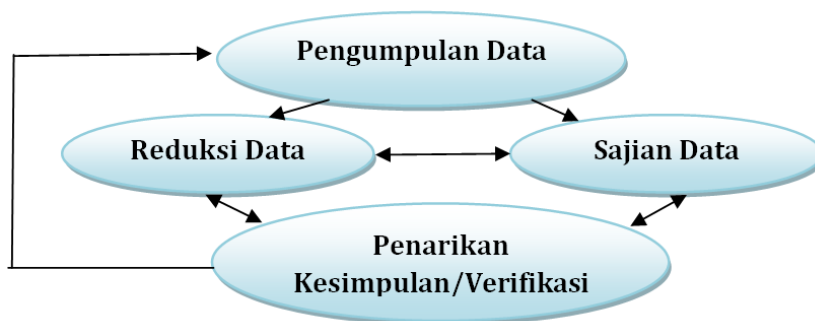 Pengumpulan Data
Reduksi Data
Sajian Data
Penarikan
Kesimpulan/Verifikasi